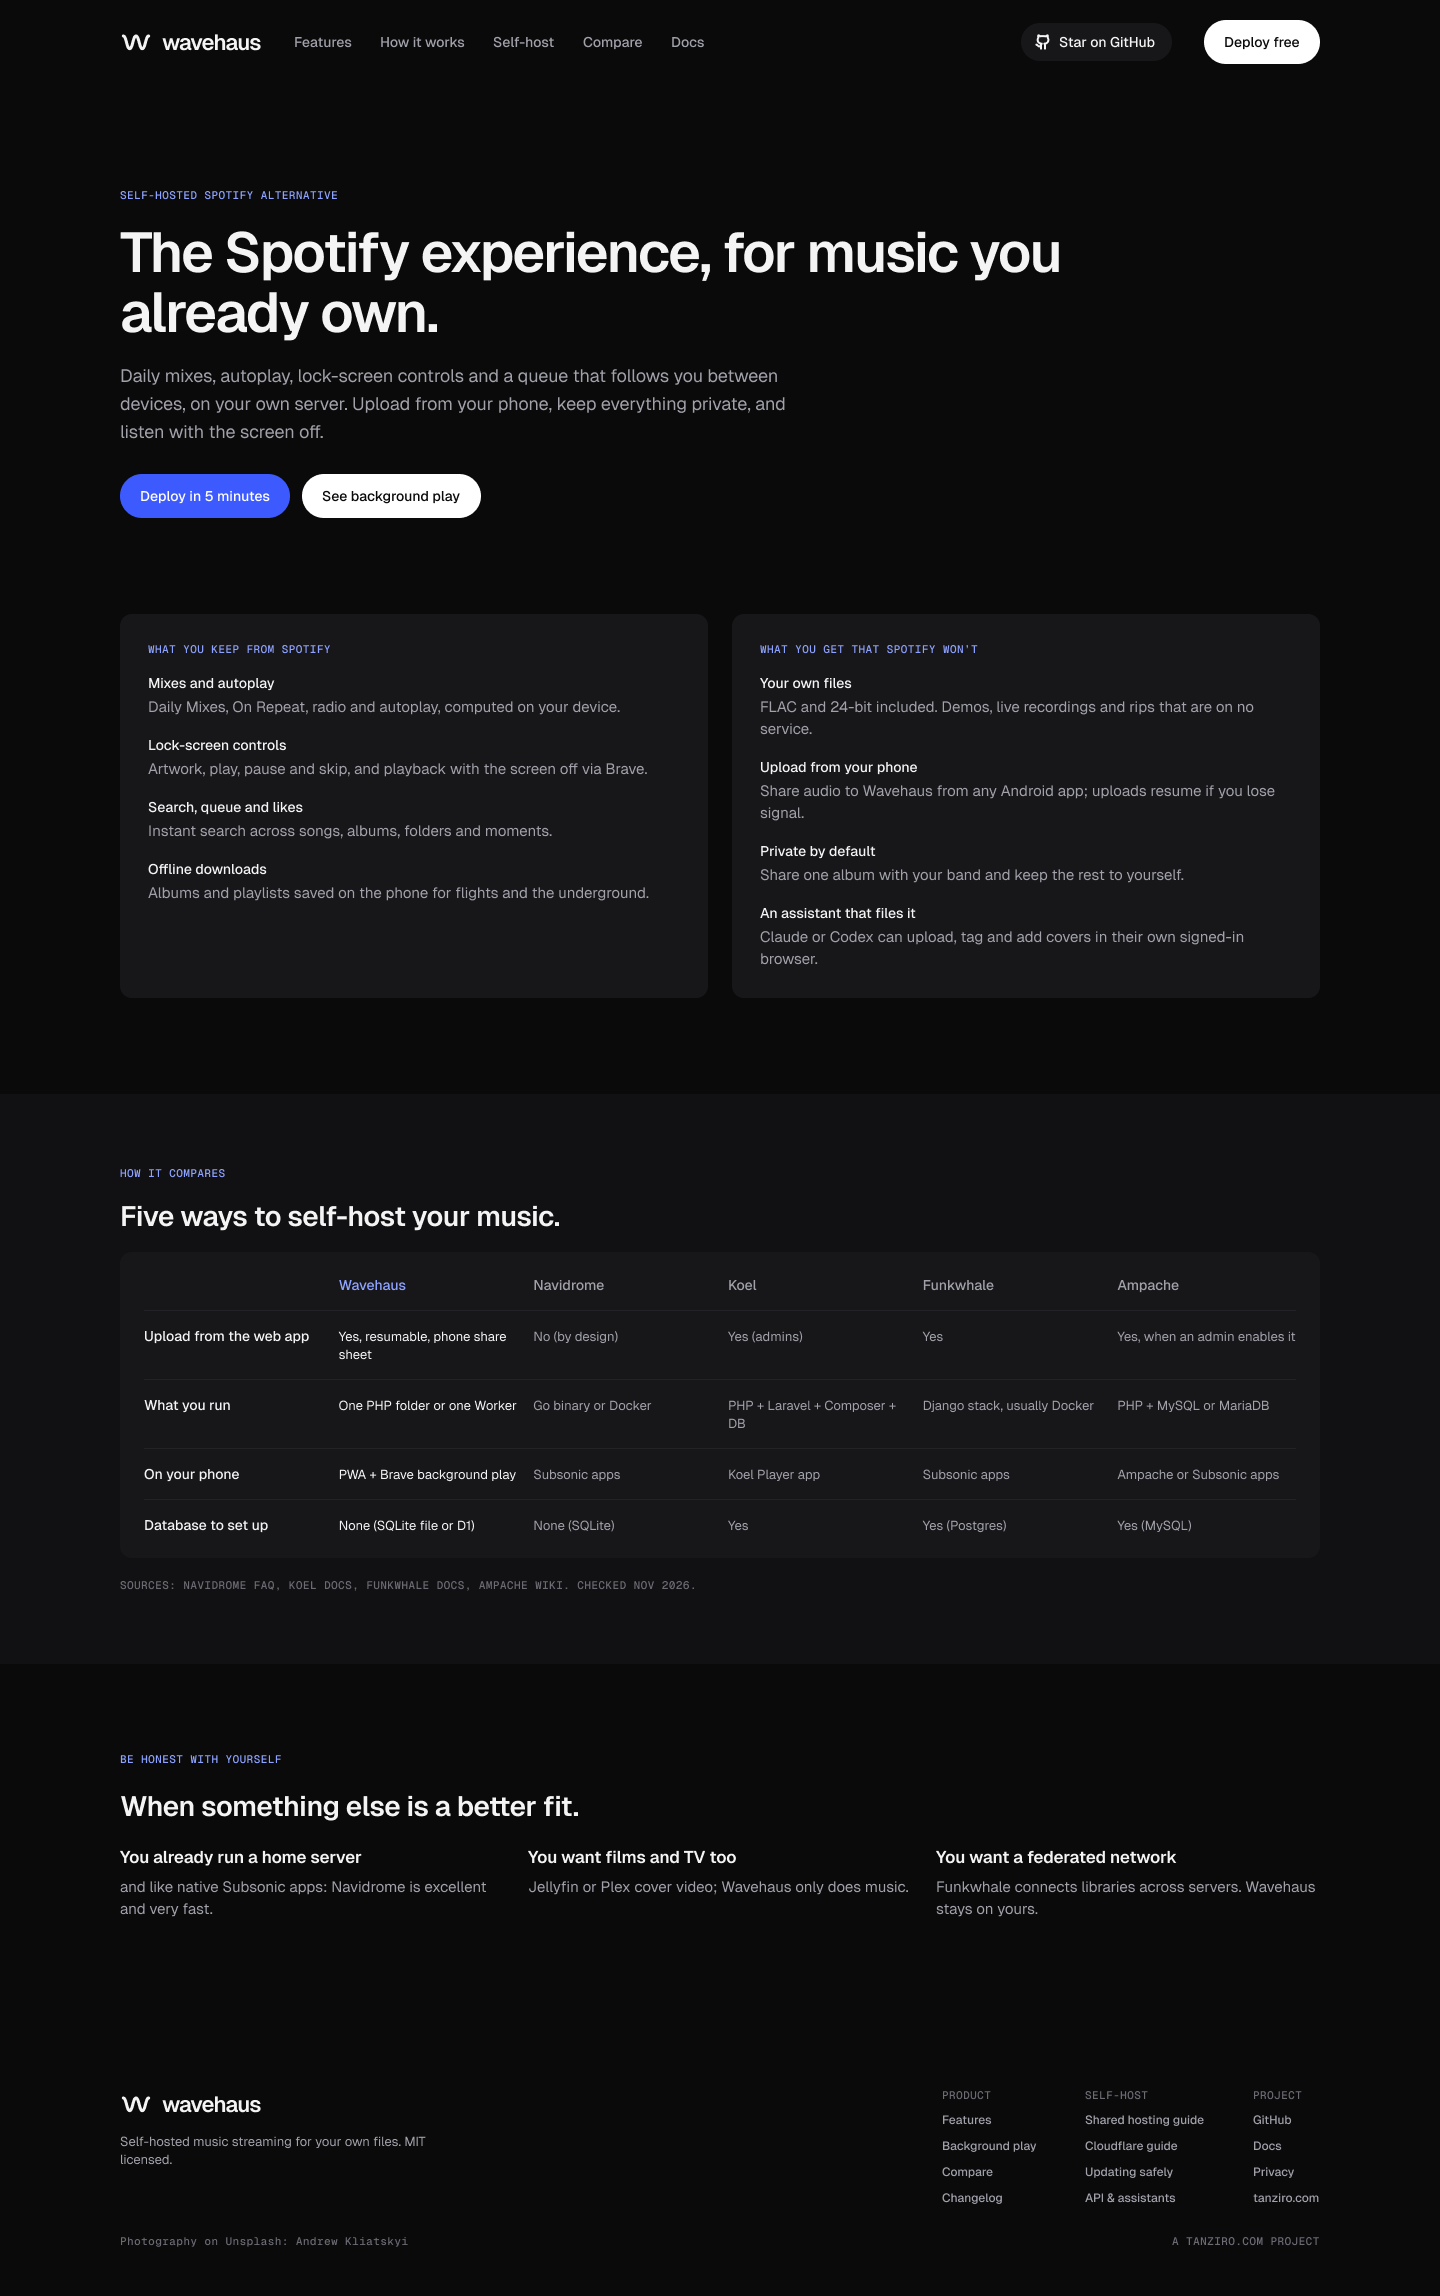 wavehaus
Features
How it works
Self-host
Compare
Docs
Star on GitHub
Deploy free
SELF-HOSTED SPOTIFY ALTERNATIVE
The Spotify experience, for music you
already own.
Daily mixes, autoplay, lock-screen controls and a queue that follows you between
devices, on your own server. Upload from your phone, keep everything private, and
listen with the screen off.
Deploy in 5 minutes
See background play
WHAT YOU KEEP FROM SPOTIFY
Mixes and autoplay
Daily Mixes, On Repeat, radio and autoplay, computed on your device.
Lock-screen controls
Artwork, play, pause and skip, and playback with the screen off via Brave.
Search, queue and likes
Instant search across songs, albums, folders and moments.
Offline downloads
Albums and playlists saved on the phone for flights and the underground.
WHAT YOU GET THAT SPOTIFY WON'T
Your own files
FLAC and 24-bit included. Demos, live recordings and rips that are on no
service.
Upload from your phone
Share audio to Wavehaus from any Android app; uploads resume if you lose
signal.
Private by default
Share one album with your band and keep the rest to yourself.
An assistant that files it
Claude or Codex can upload, tag and add covers in their own signed-in
browser.
HOW IT COMPARES
Five ways to self-host your music.
Wavehaus
Navidrome
Koel
Funkwhale
Ampache
Upload from the web app
Yes, resumable, phone share
sheet
No (by design)
Yes (admins)
Yes
Yes, when an admin enables it
What you run
One PHP folder or one Worker
Go binary or Docker
PHP + Laravel + Composer +
DB
Django stack, usually Docker
PHP + MySQL or MariaDB
On your phone
PWA + Brave background play
Subsonic apps
Koel Player app
Subsonic apps
Ampache or Subsonic apps
Database to set up
None (SQLite file or D1)
None (SQLite)
Yes
Yes (Postgres)
Yes (MySQL)
SOURCES: NAVIDROME FAQ, KOEL DOCS, FUNKWHALE DOCS, AMPACHE WIKI. CHECKED NOV 2026.
BE HONEST WITH YOURSELF
When something else is a better fit.
You already run a home server
and like native Subsonic apps: Navidrome is excellent
and very fast.
You want films and TV too
Jellyfin or Plex cover video; Wavehaus only does music.
You want a federated network
Funkwhale connects libraries across servers. Wavehaus
stays on yours.
wavehaus
Self-hosted music streaming for your own files. MIT
licensed.
PRODUCT
Features
Background play
Compare
Changelog
SELF-HOST
Shared hosting guide
Cloudflare guide
Updating safely
API & assistants
PROJECT
GitHub
Docs
Privacy
tanziro.com
Photography on Unsplash: Andrew Kliatskyi
A TANZIRO.COM PROJECT